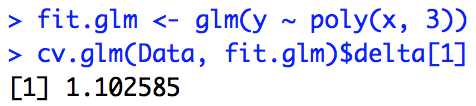 > fit.glm <- glm(y ~ poly(x, 3))
> cv.glm(Data, fit.glm)$delta[1]
[1] 1.102585